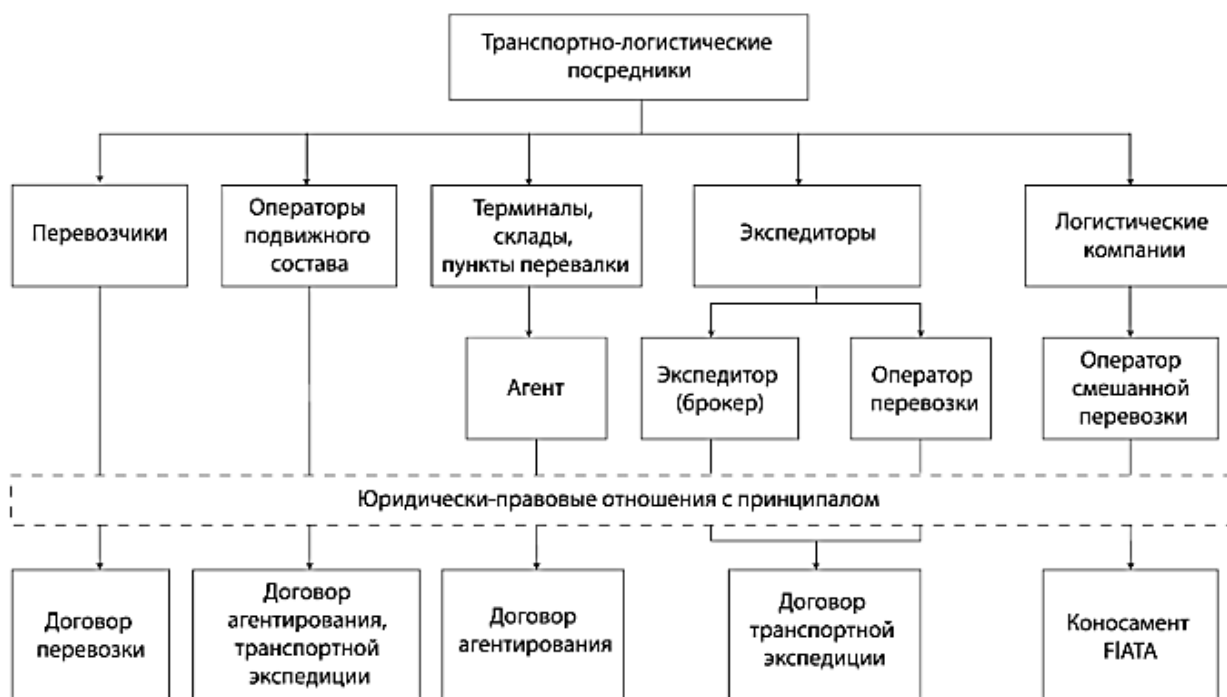 Транспортно-логистические
посредники
Перевозчики
Операторы
подвижного
состава
Терминалы,
склады,
пункты перевалки
Экспедиторы
Логистические
компании
Агент
Экспедитор
(брокер)
Оператор
перевозки
Оператор
смешанной
перевозки
Юридически-правовые отношения с принципалом
Договор
перевозки
Договор
агентирования,
транспортной
экспедиции
Договор
агентирования
Договор
транспортной
экспедиции
Коносамент
FIATA